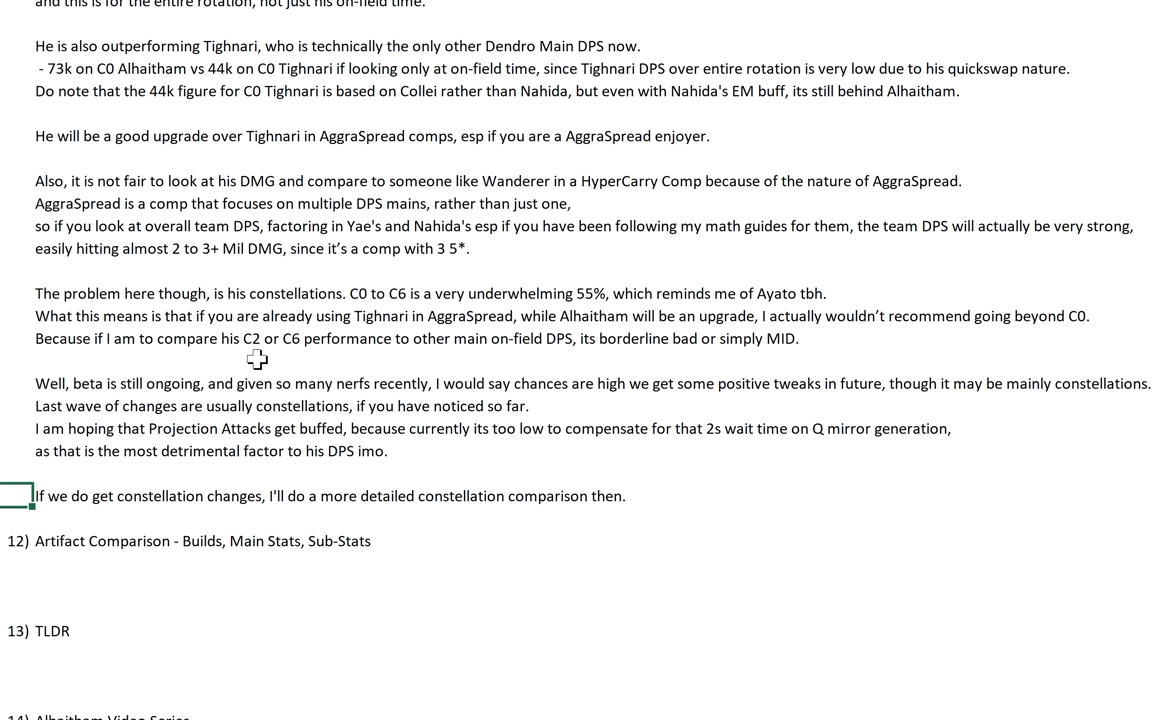 and this is for the entire rotation, not just his on-field time.
He is also outperforming Tighnari, who is technically the only other Dendro Main DPS now.
- 73k on C0 Alhaitham vs 44k on C0 Tighnari if looking only at on-field time, since Tighnari DPS over entire rotation is very low due to his quickswap nature.
Do note that the 44k figure for C0 Tighnari is based on Collei rather than Nahida, but even with Nahida's EM buff, its still behind Alhaitham.
He will be a good upgrade over Tighnari in AggraSpread comps, esp if you are a AggraSpread enjoyer.
Also, it is not fair to look at his DMG and compare to someone like Wanderer in a HyperCarry Comp because of the nature of AggraSpread.
AggraSpread is a comp that focuses on multiple DPS mains, rather than just one,
so if you look at overall team DPS, factoring in Yae's and Nahida's esp if you have been following my math guides for them, the team DPS will actually be very strong,
easily hitting almost 2 to 3+ Mil DMG, since it’s a comp with 3 5*.
The problem here though, is his constellations. C0 to C6 is a very underwhelming 55%, which reminds me of Ayato tbh.
What this means is that if you are already using Tighnari in AggraSpread, while Alhaitham will be an upgrade, I actually wouldn’t recommend going beyond C0.
Because if I am to compare his C2 or C6 performance to other main on-field DPS, its borderline bad or simply MID.
Well, beta is still ongoing, and given so many nerfs recently, I would say chances are high we get some positive tweaks in future, though it may be mainly constellations.
Last wave of changes are usually constellations, if you have noticed so far.
I am hoping that Projection Attacks get buffed, because currently its too low to compensate for that 2s wait time on Q mirror generation,
as that is the most detrimental factor to his DPS imo.
If we do get constellation changes, I'll do a more detailed constellation comparison then.
12) Artifact Comparison - Builds, Main Stats, Sub-Stats
13) TLDR
14) Alhaitham Video Series